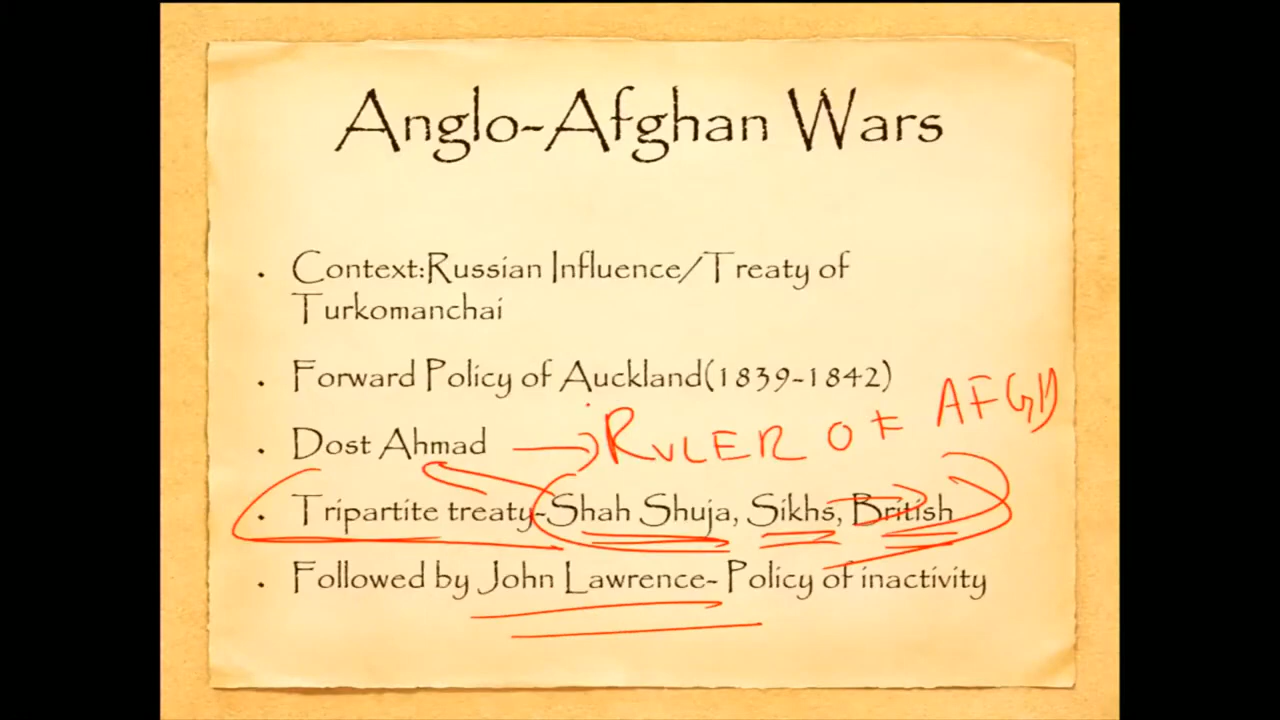 Anglo-Afghan Wars
. Context:Russian Influence/Treaty of
Turkomanchai
. Forward Policy of Auckland(1839-1842)
. Dost Ahmad → RULER OF AFGD
. Tripartite treaty-Shah Shuja, Sikhs, British
. Followed by John Lawrence- Policy of inactivity